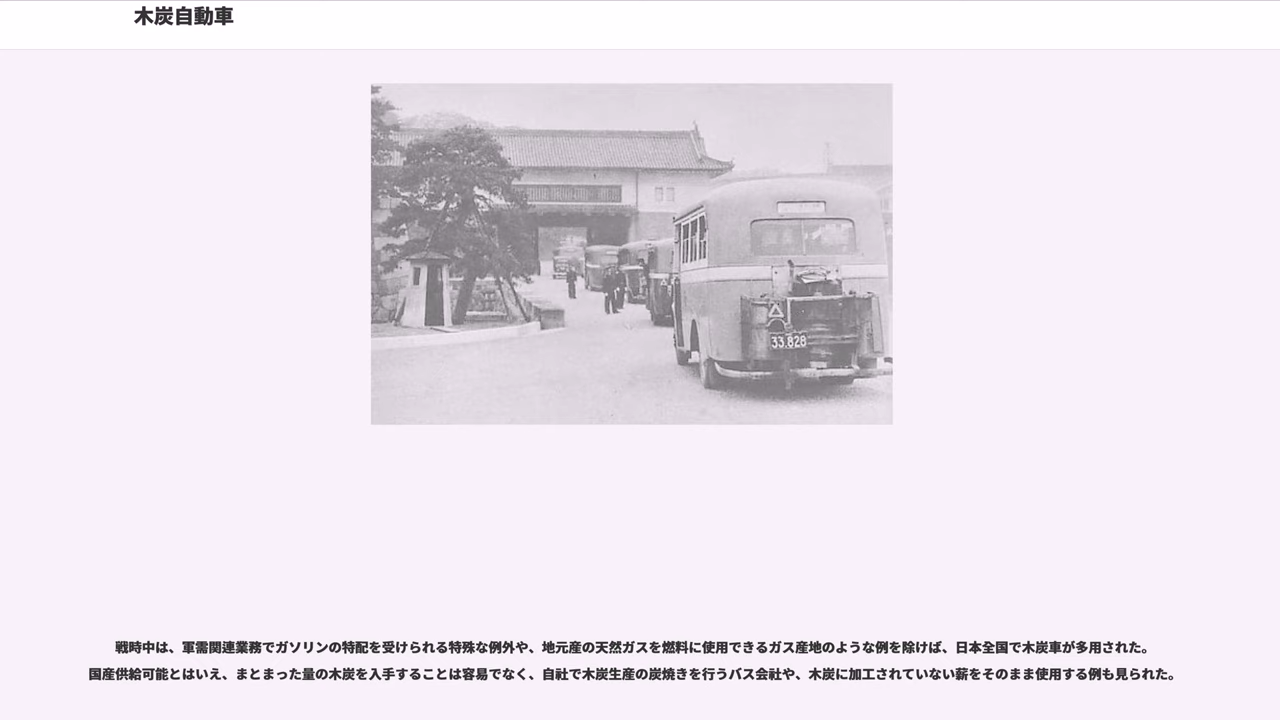 木炭自動車
33.828
戦時中は、軍需関連業務でガソリンの特配を受けられる特殊な例外や、地元産の天然ガスを燃料に使用できるガス産地のような例を除けば、日本全国で木炭車が多用された。
国産供給可能とはいえ、まとまった量の木炭を入手することは容易でなく、自社で木炭生産の炭焼きを行うバス会社や、木炭に加工されていない薪をそのまま使用する例も見られた。